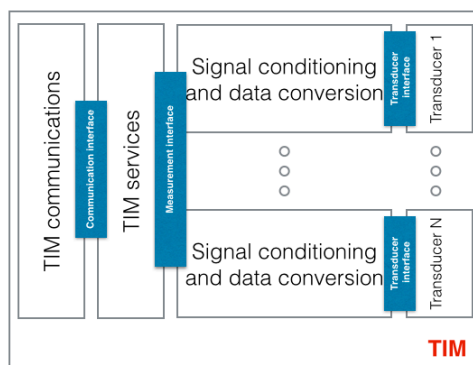 TIM communications
Communication interface
TIM services
Measurement interface
Signal conditioning
and data conversion
Transducer
interface
Transducer 1
Signal conditioning
and data conversion
Transducer
interface
Transducer N
TIM